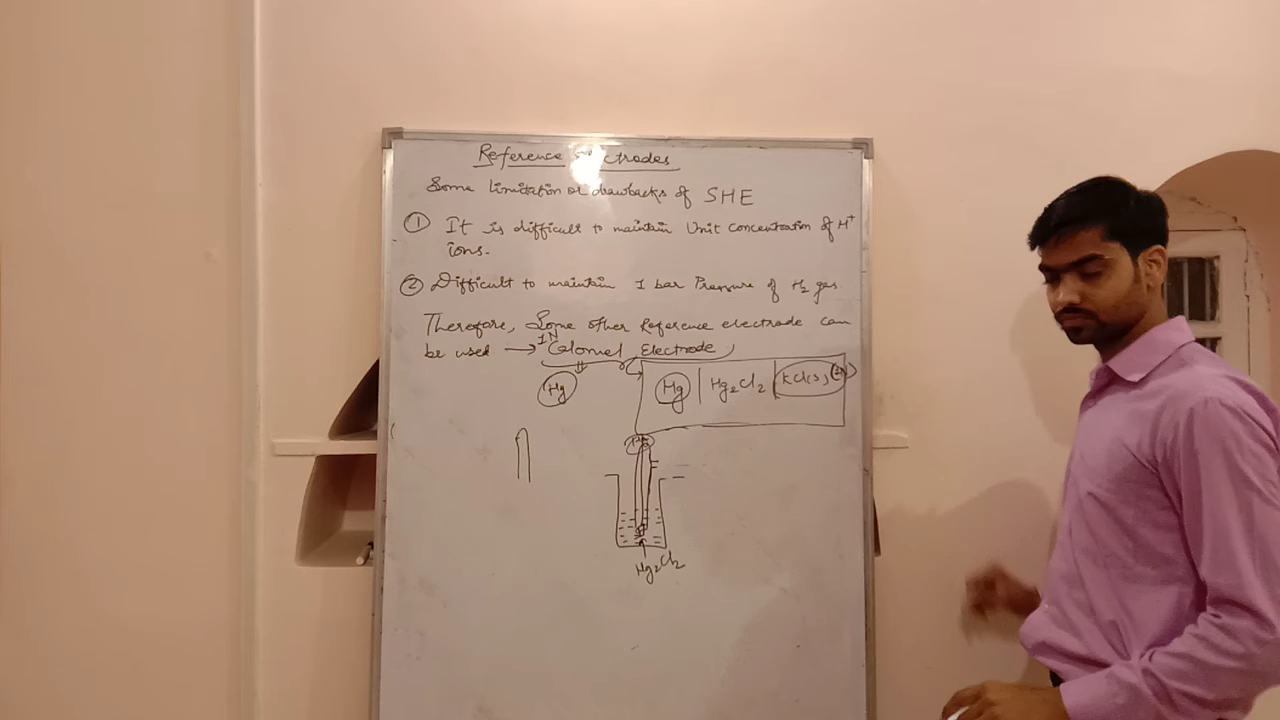 Reference Electrodes
Some limitation or drawbacks of SHE
① It is difficult to maintain Unit concentration of H⁺
ions.
② Difficult to maintain 1 bar Pressure of H₂ gas.
Therefore, Some other Reference electrode can
be used → 1N Calomel Electrode
Hg
Hg | Hg₂Cl₂ | KCl(s)
Hg₂Cl₂